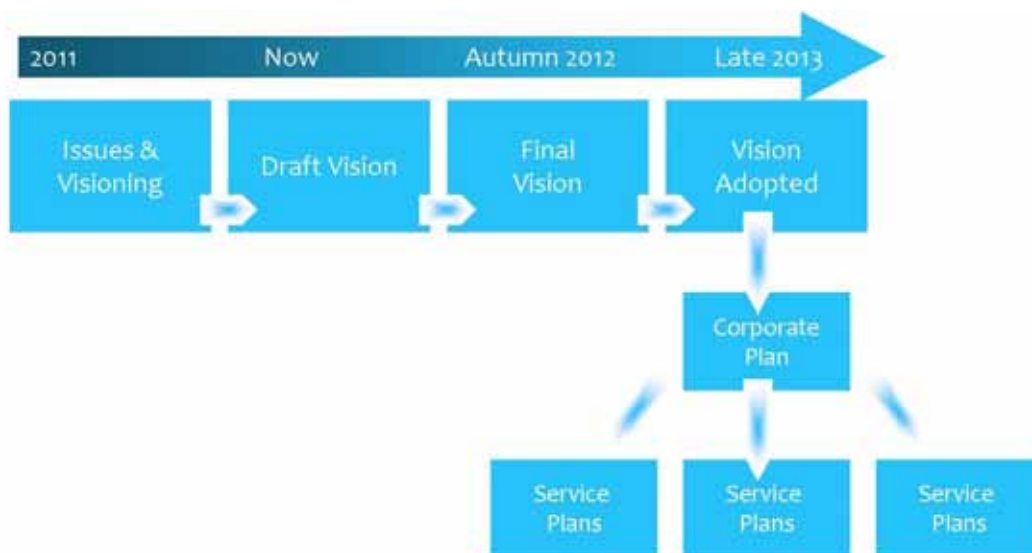 2011 Now Autumn 2012 Late 2013
Issues &
Visioning
Draft Vision
Final
Vision
Vision
Adopted
Corporate
Plan
Service
Plans
Service
Plans
Service
Plans